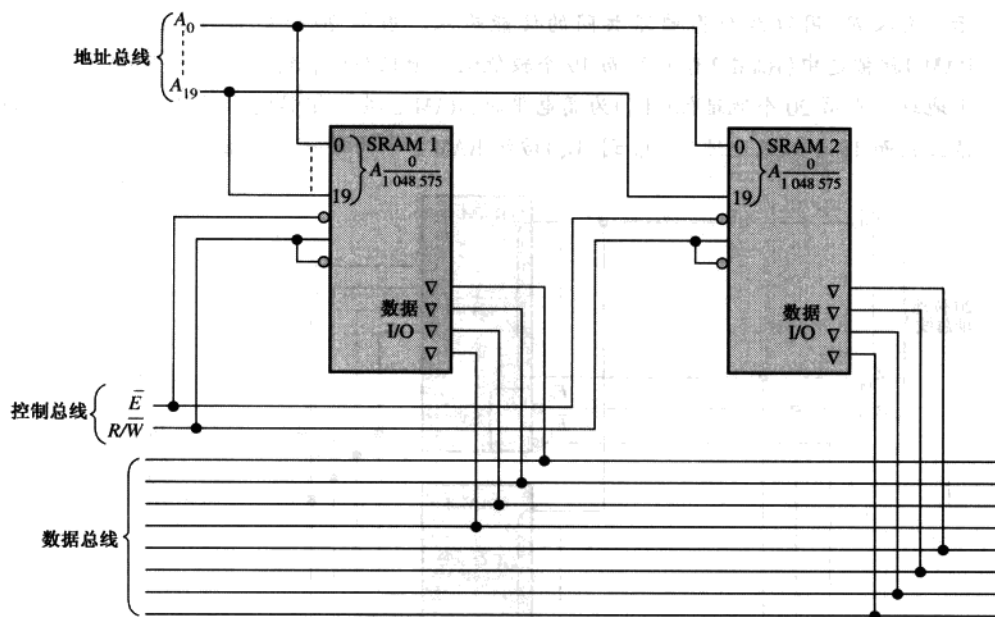 A0
地址总线
A19
0 SRAM 1
A 0/1 048 575
19
数据
I/O
0 SRAM 2
A 0/1 048 575
19
数据
I/O
控制总线
E̅
R/W̅
数据总线